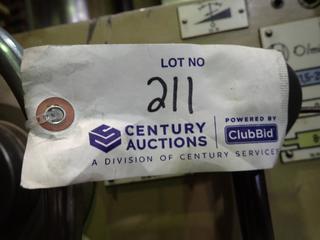 LOT NO
211
CENTURY AUCTIONS
POWERED BY
ClubBid
A DIVISION OF CENTURY SERVICES